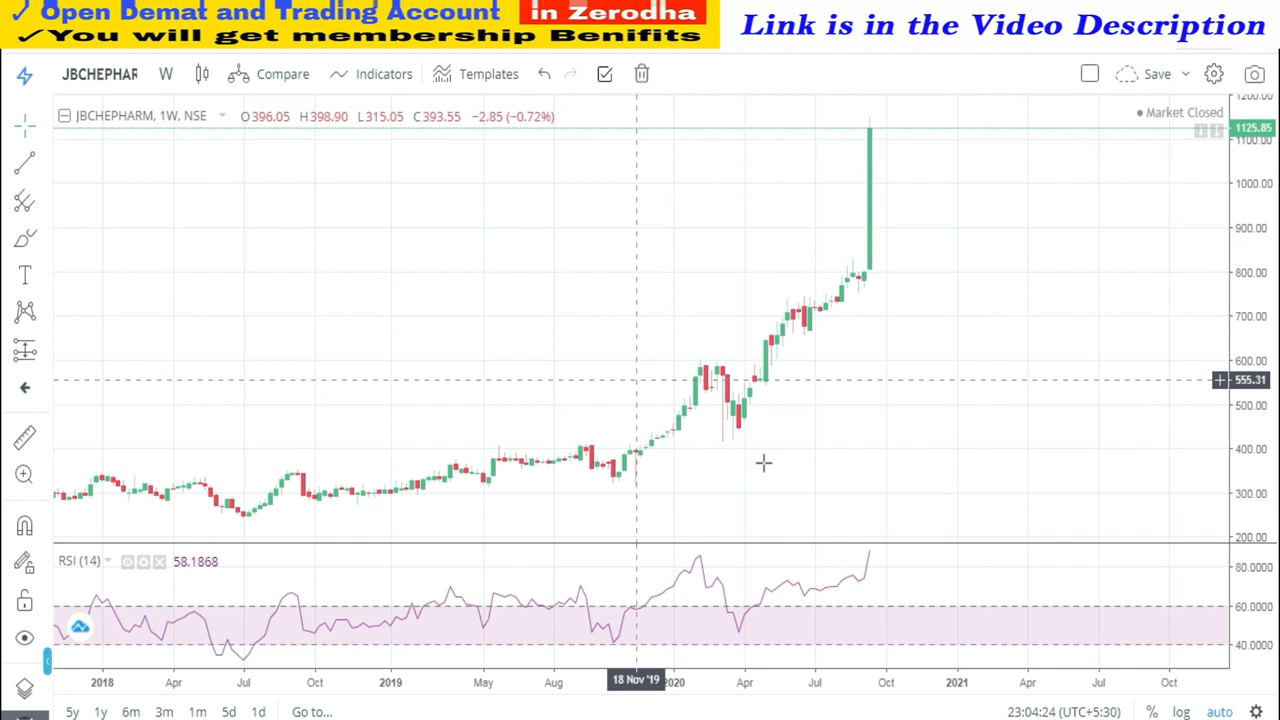 ✓ Open Demat and Trading Account In Zerodha
✓You will get membership Benifits
Link is in the Video Description
JBCHEPHAR W Compare Indicators Templates Save
JBCHEPHARM, 1W, NSE O396.05 H398.90 L315.05 C393.55 −2.85 (−0.72%)
Market Closed
1200.00
1125.85
1100.00
1000.00
900.00
800.00
700.00
600.00
555.31
500.00
400.00
300.00
200.00
RSI (14) 58.1868
80.0000
60.0000
40.0000
2018 Apr Jul Oct 2019 May Aug 18 Nov '19 2020 Apr Jul Oct 2021 Apr Jul Oct
5y 1y 6m 3m 1m 5d 1d Go to... 23:04:24 (UTC+5:30) % log auto